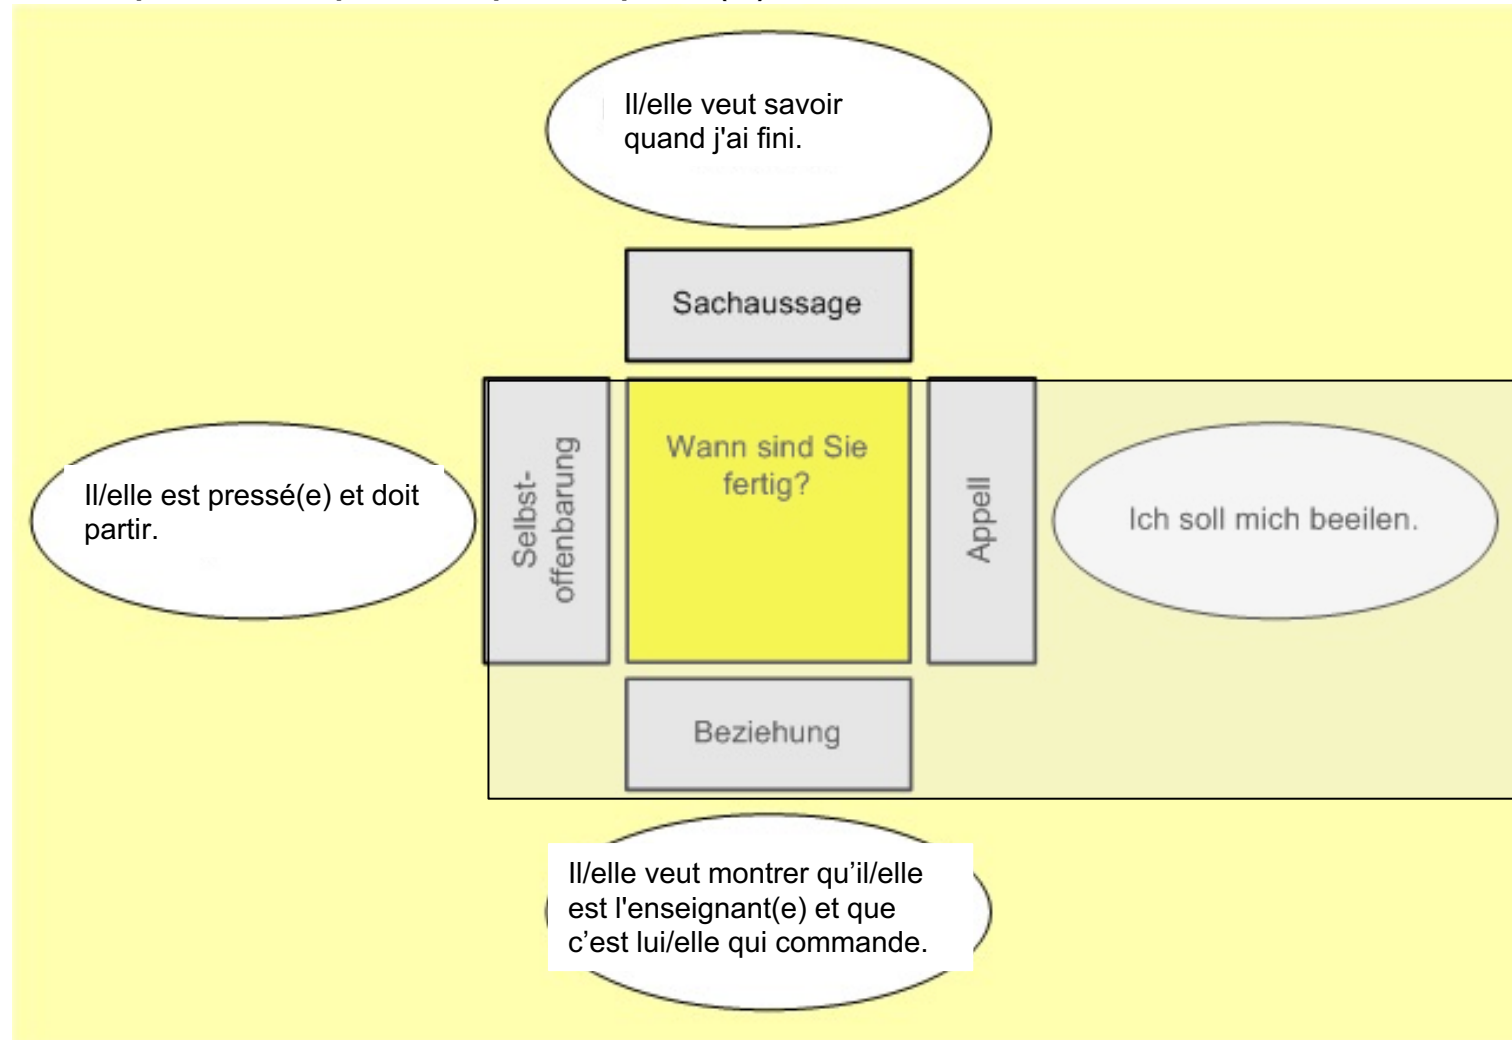 Il/elle veut savoir
quand j'ai fini.
Sachaussage
Il/elle est pressé(e) et doit
partir.
Selbst-
offenbarung
Wann sind Sie
fertig?
Appell
Ich soll mich beeilen.
Beziehung
Il/elle veut montrer qu’il/elle
est l'enseignant(e) et que
c’est lui/elle qui commande.